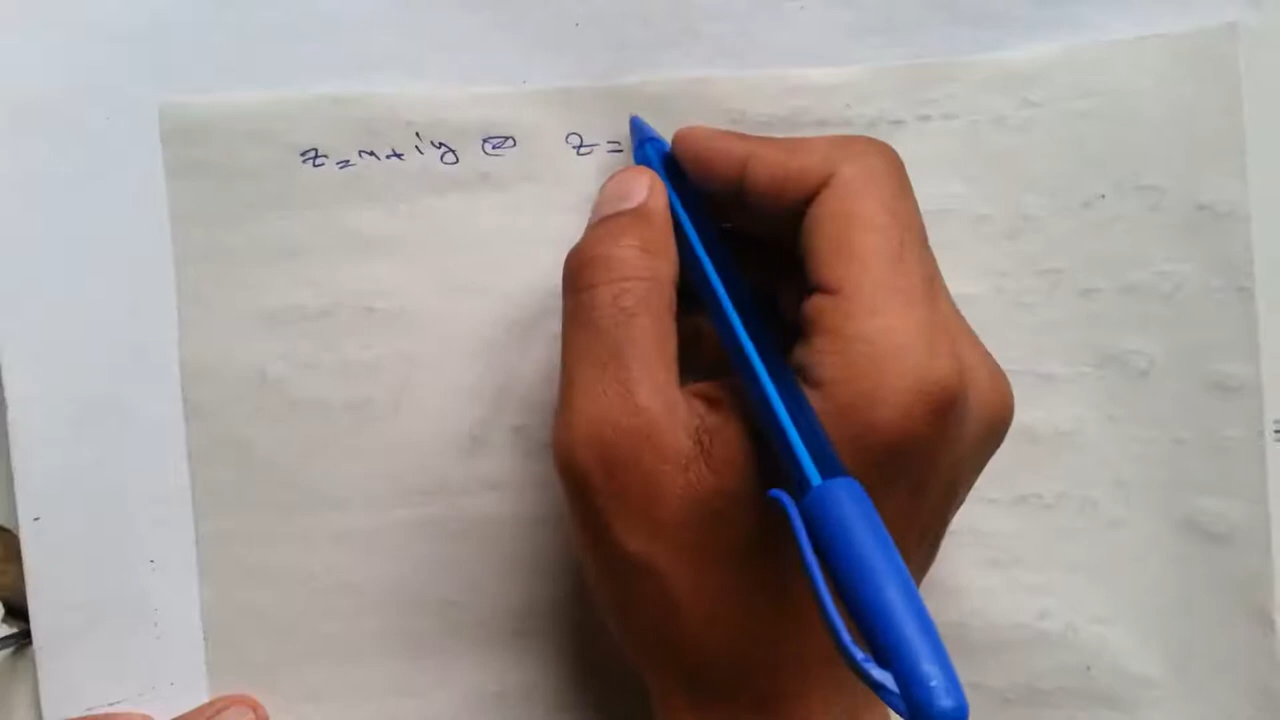 z = x + iy z =